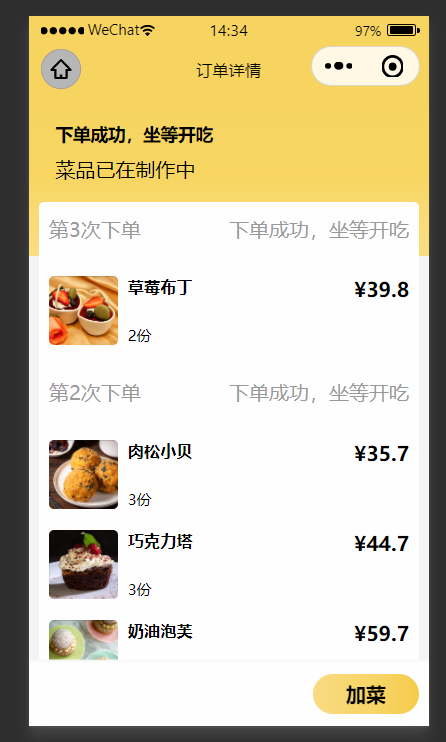 WeChat 14:34 97%
订单详情
下单成功，坐等开吃
菜品已在制作中
第3次下单 下单成功，坐等开吃
草莓布丁 ¥39.8
2份
第2次下单 下单成功，坐等开吃
肉松小贝 ¥35.7
3份
巧克力塔 ¥44.7
3份
奶油泡芙 ¥59.7
加菜